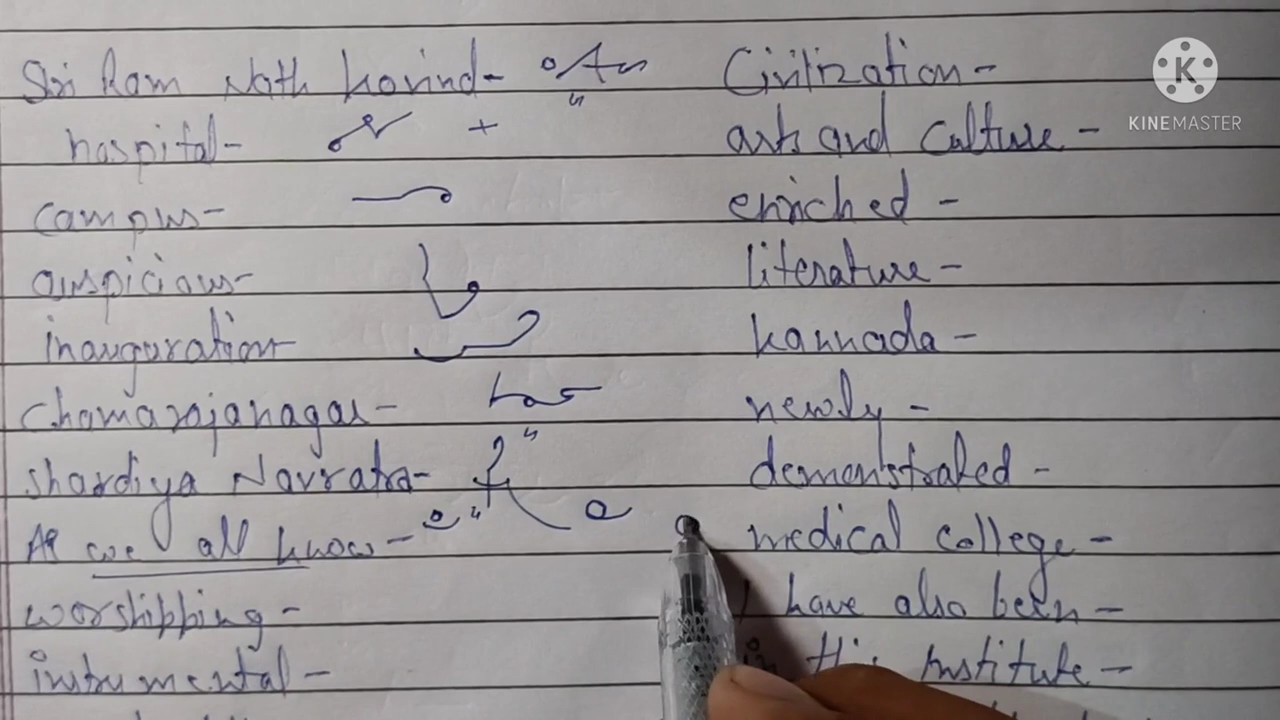 Sri Ram Nath kovind-
hospital-
campus-
auspicious-
inauguration
Chamarajanagar-
Shardiya Navratra-
As we all know-
worshipping-
instrumental-
Civilization-
arts and Culture-
enriched-
literature-
kannada-
newly-
demonstrated-
medical college-
I have also been-
in this institute-
KINEMASTER